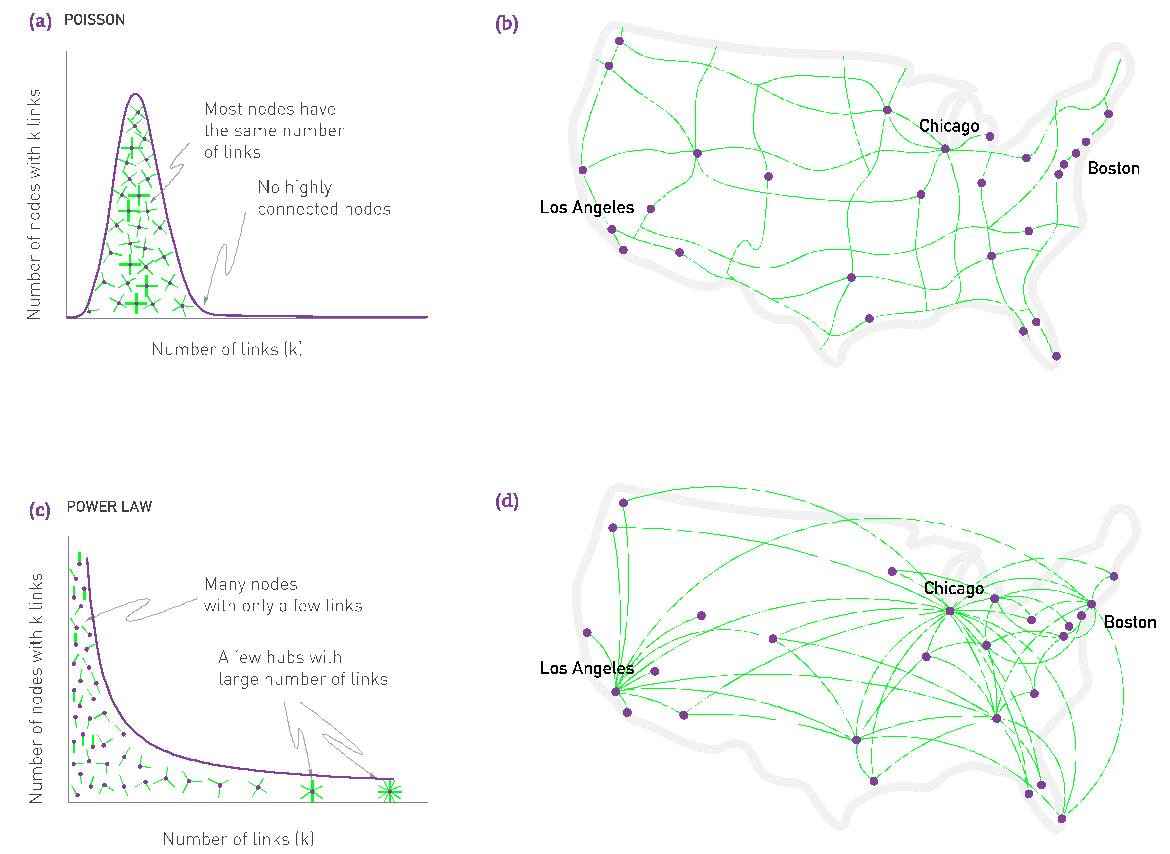 (a) POISSON
Number of nodes with k links
Most nodes have
the same number
of links
No highly
connected nodes
Number of links (k)
(b)
Chicago
Boston
Los Angeles
(c) POWER LAW
Number of nodes with k links
Many nodes
with only a few links
A few hubs with
large number of links
Number of links (k)
(d)
Chicago
Boston
Los Angeles